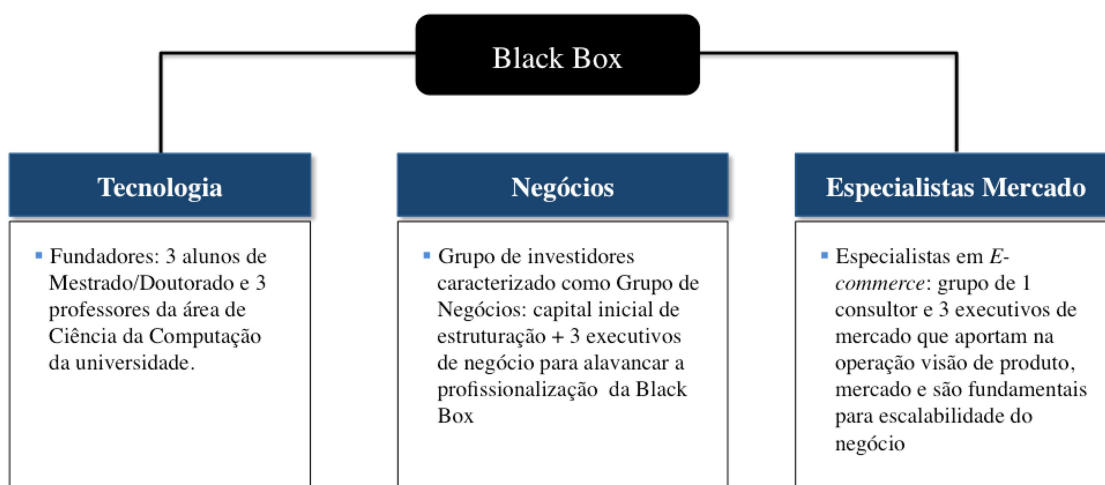 Black Box
Tecnologia
Fundadores: 3 alunos de
Mestrado/Doutorado e 3
professores da área de
Ciência da Computação
da universidade.
Negócios
Grupo de investidores
caracterizado como Grupo de
Negócios: capital inicial de
estruturação + 3 executivos
de negócio para alavancar a
profissionalização da Black
Box
Especialistas Mercado
Especialistas em E-
commerce: grupo de 1
consultor e 3 executivos de
mercado que aportam na
operação visão de produto,
mercado e são fundamentais
para escalabilidade do
negócio